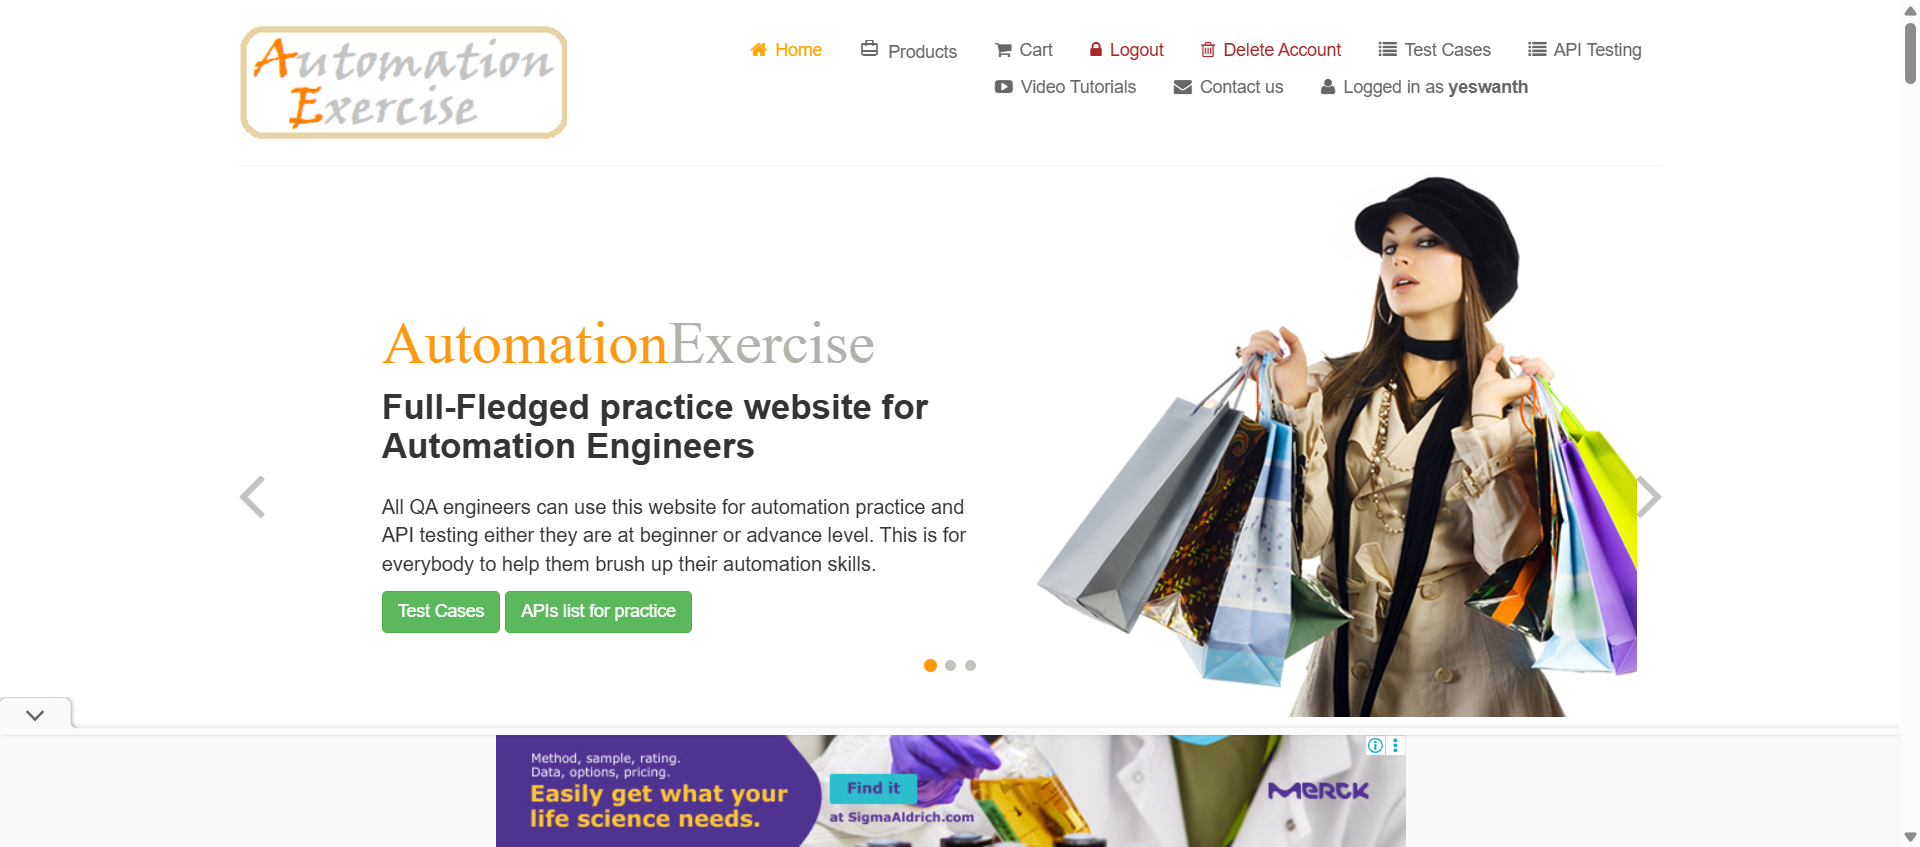 Automation
Exercise
Home
Products
Cart
Logout
Delete Account
Test Cases
API Testing
Video Tutorials
Contact us
Logged in as yeswanth
AutomationExercise
Full-Fledged practice website for
Automation Engineers
All QA engineers can use this website for automation practice and
API testing either they are at beginner or advance level. This is for
everybody to help them brush up their automation skills.
Test Cases
APIs list for practice
Method, sample, rating.
Data, options, pricing.
Easily get what your
life science needs.
Find it
at SigmaAldrich.com
MERCK